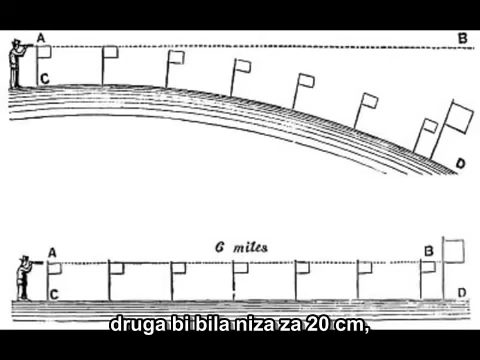 A B
C
D
6 miles
A B
C D
druga bi bila niza za 20 cm,